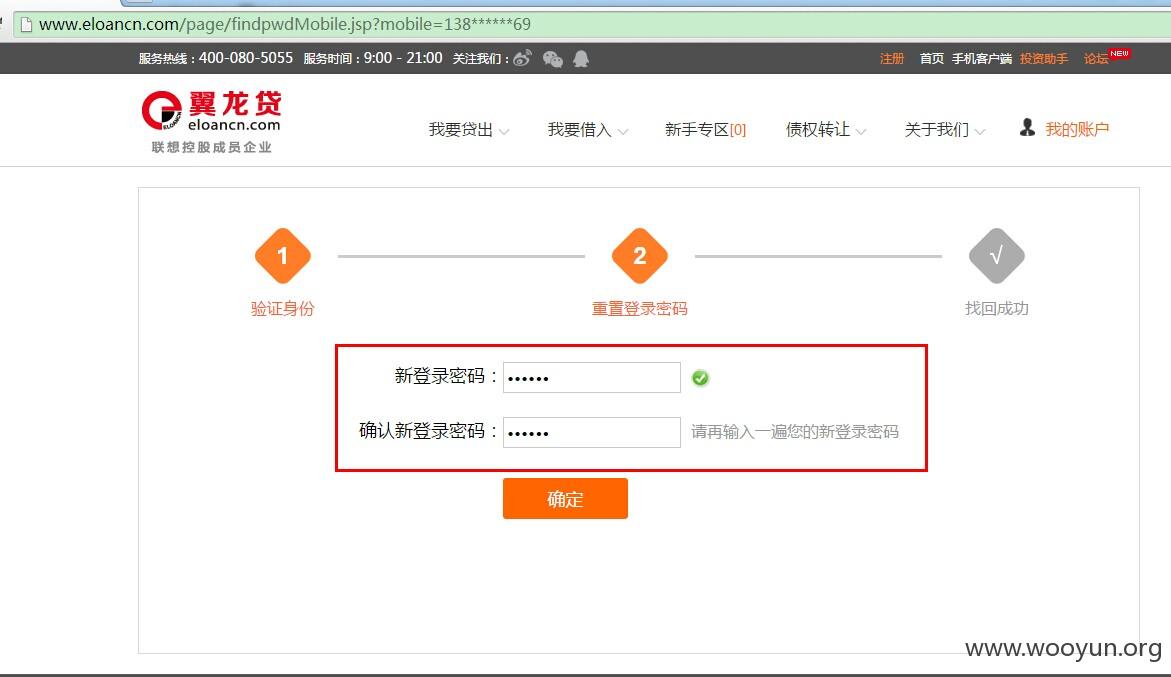 www.eloancn.com/page/findpwdMobile.jsp?mobile=138******69
服务热线：400-080-5055 服务时间：9:00 - 21:00 关注我们： 注册 首页 手机客户端 投资助手 论坛 NEW
翼龙贷
eloancn.com
ELOANCN
联想控股成员企业
我要贷出 我要借入 新手专区[0] 债权转让 关于我们 我的账户
1 2 √
验证身份 重置登录密码 找回成功
新登录密码：••••••
确认新登录密码：•••••• 请再输入一遍您的新登录密码
确定
www.wooyun.org